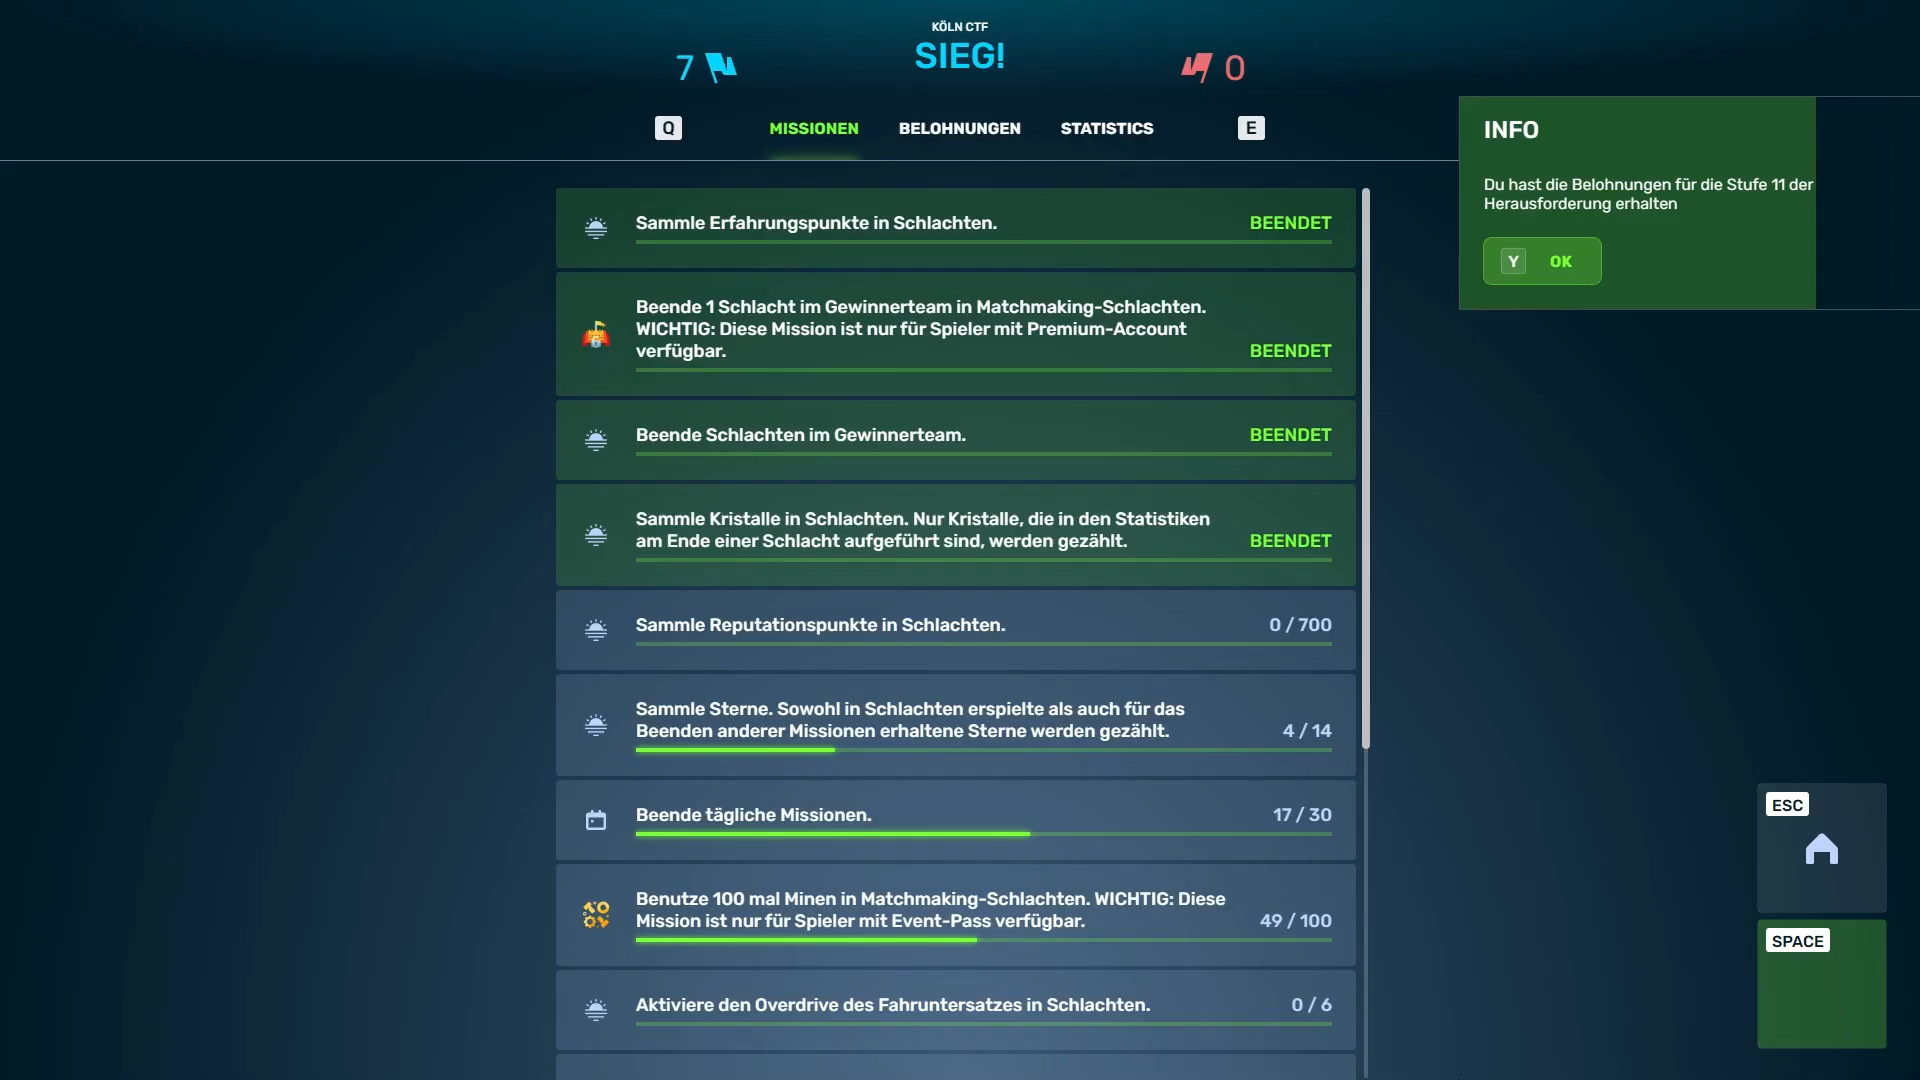 KÖLN CTF
7
SIEG!
0
Q
MISSIONEN
BELOHNUNGEN
STATISTICS
E
INFO
Du hast die Belohnungen für die Stufe 11 der
Herausforderung erhalten
Y
OK
Sammle Erfahrungspunkte in Schlachten.
BEENDET
Beende 1 Schlacht im Gewinnerteam in Matchmaking-Schlachten.
WICHTIG: Diese Mission ist nur für Spieler mit Premium-Account
verfügbar.
BEENDET
Beende Schlachten im Gewinnerteam.
BEENDET
Sammle Kristalle in Schlachten. Nur Kristalle, die in den Statistiken
am Ende einer Schlacht aufgeführt sind, werden gezählt.
BEENDET
Sammle Reputationspunkte in Schlachten.
0 / 700
Sammle Sterne. Sowohl in Schlachten erspielte als auch für das
Beenden anderer Missionen erhaltene Sterne werden gezählt.
4 / 14
Beende tägliche Missionen.
17 / 30
Benutze 100 mal Minen in Matchmaking-Schlachten. WICHTIG: Diese
Mission ist nur für Spieler mit Event-Pass verfügbar.
49 / 100
Aktiviere den Overdrive des Fahruntersatzes in Schlachten.
0 / 6
ESC
SPACE